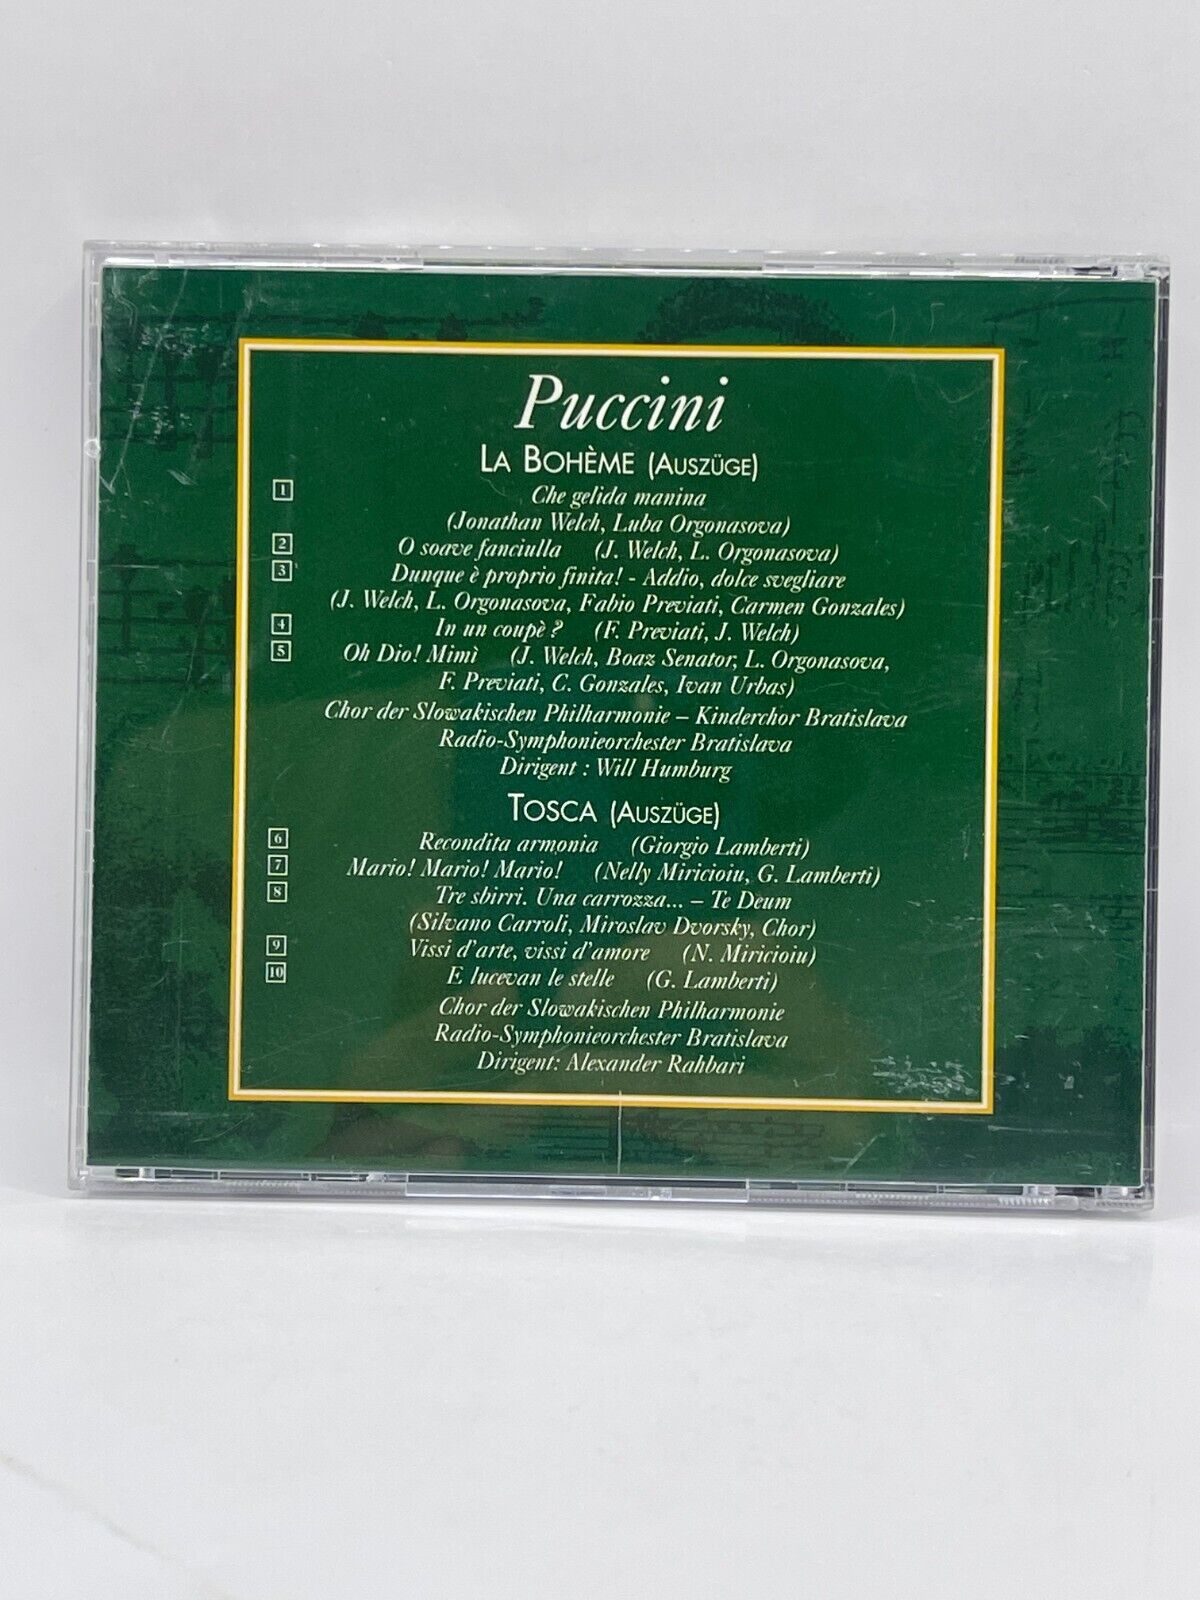 Puccini
LA BOHÈME (AUSZÜGE)
1 Che gelida manina
(Jonathan Welch, Luba Orgonasova)
2 O soave fanciulla (J. Welch, L. Orgonasova)
3 Dunque è proprio finita! - Addio, dolce svegliare
(J. Welch, L. Orgonasova, Fabio Previati, Carmen Gonzales)
4 In un coupè ? (F. Previati, J. Welch)
5 Oh Dio! Mimì (J. Welch, Boaz Senator, L. Orgonasova,
F. Previati, C. Gonzales, Ivan Urbas)
Chor der Slowakischen Philharmonie – Kinderchor Bratislava
Radio-Symphonieorchester Bratislava
Dirigent : Will Humburg
TOSCA (AUSZÜGE)
6 Recondita armonia (Giorgio Lamberti)
7 Mario! Mario! Mario! (Nelly Miricioiu, G. Lamberti)
8 Tre sbirri. Una carrozza... – Te Deum
(Silvano Carroli, Miroslav Dvorsky, Chor)
9 Vissi d'arte, vissi d'amore (N. Miricioiu)
10 E lucevan le stelle (G. Lamberti)
Chor der Slowakischen Philharmonie
Radio-Symphonieorchester Bratislava
Dirigent: Alexander Rahbari